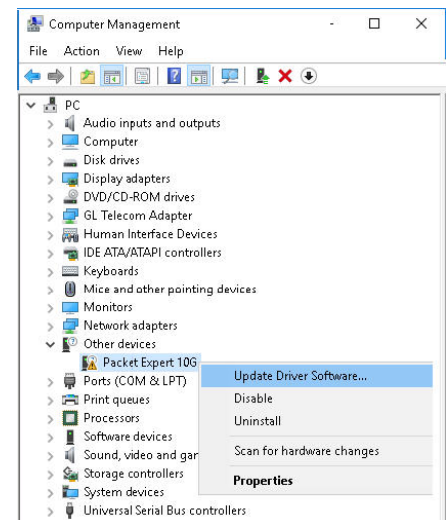 Computer Management
File Action View Help
PC
Audio inputs and outputs
Computer
Disk drives
Display adapters
DVD/CD-ROM drives
GL Telecom Adapter
Human Interface Devices
IDE ATA/ATAPI controllers
Keyboards
Mice and other pointing devices
Monitors
Network adapters
Other devices
Packet Expert 10G
Ports (COM & LPT)
Print queues
Processors
Software devices
Sound, video and gar
Storage controllers
System devices
Universal Serial Bus controllers
Update Driver Software...
Disable
Uninstall
Scan for hardware changes
Properties